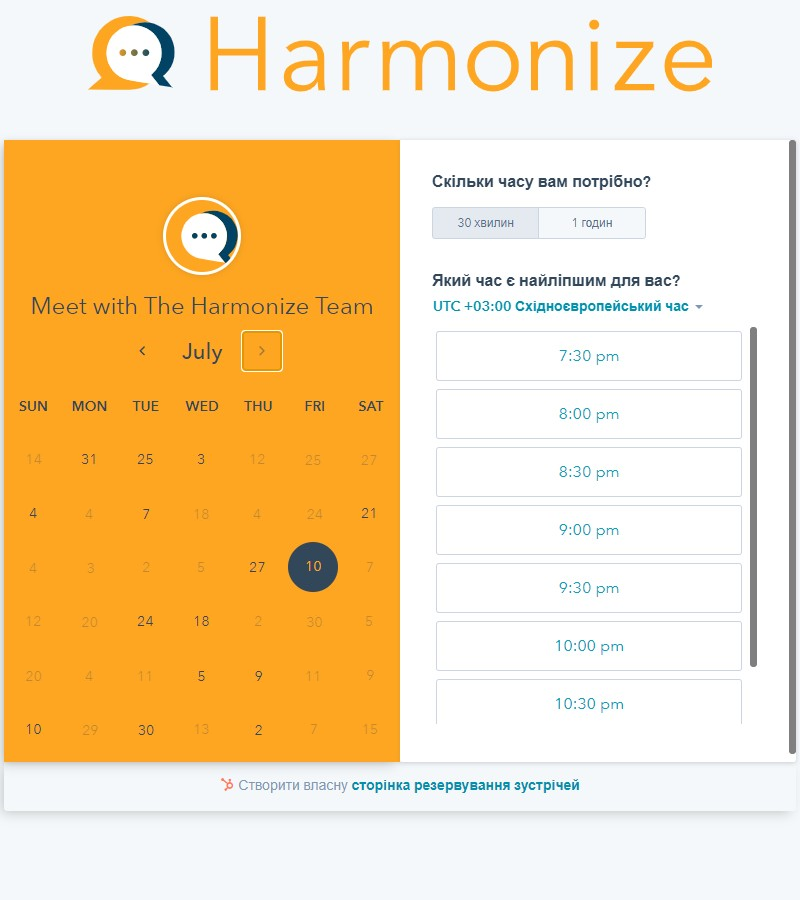 Harmonize
Meet with The Harmonize Team
July
SUN MON TUE WED THU FRI SAT
14 31 25 3 12 25 27
4 4 7 18 4 24 21
4 3 2 5 27 10 7
12 20 24 18 2 30 5
20 4 11 5 9 11 9
10 29 30 13 2 7 15
Скільки часу вам потрібно?
30 хвилин 1 годин
Який час є найліпшим для вас?
UTC +03:00 Східноєвропейський час
7:30 pm
8:00 pm
8:30 pm
9:00 pm
9:30 pm
10:00 pm
10:30 pm
Створити власну сторінка резервування зустрічей